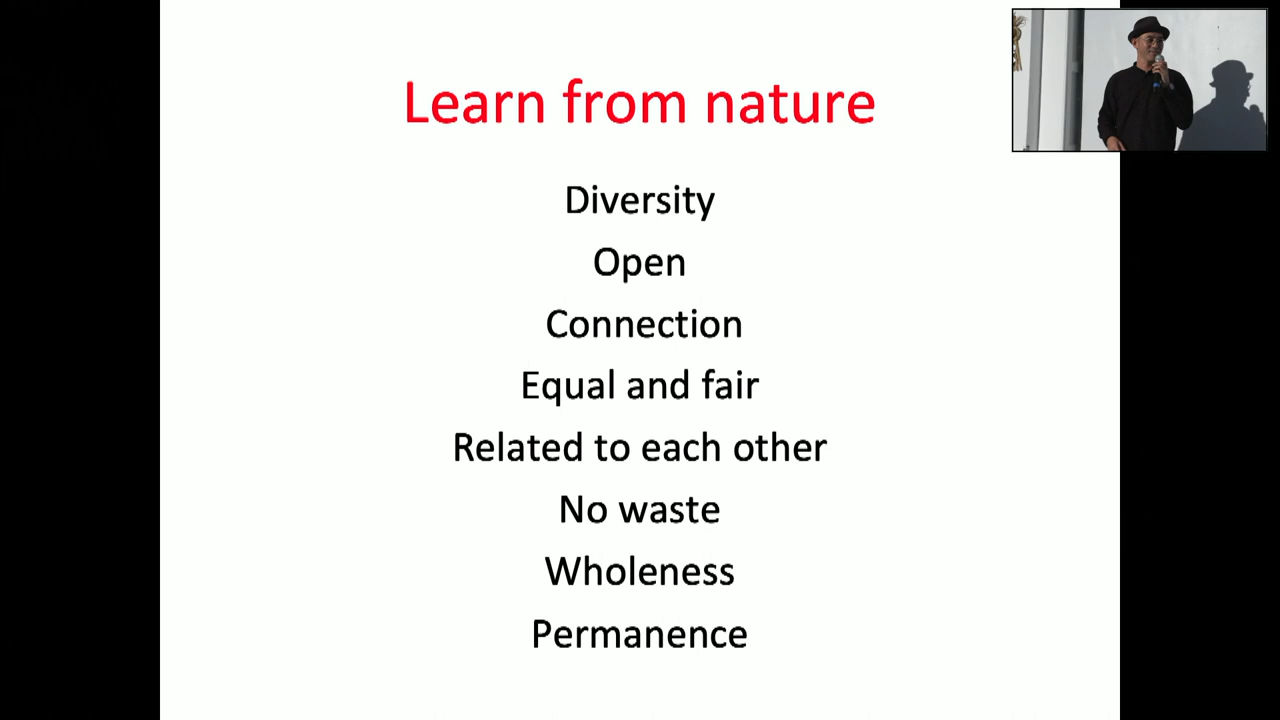 Learn from nature
Diversity
Open
Connection
Equal and fair
Related to each other
No waste
Wholeness
Permanence